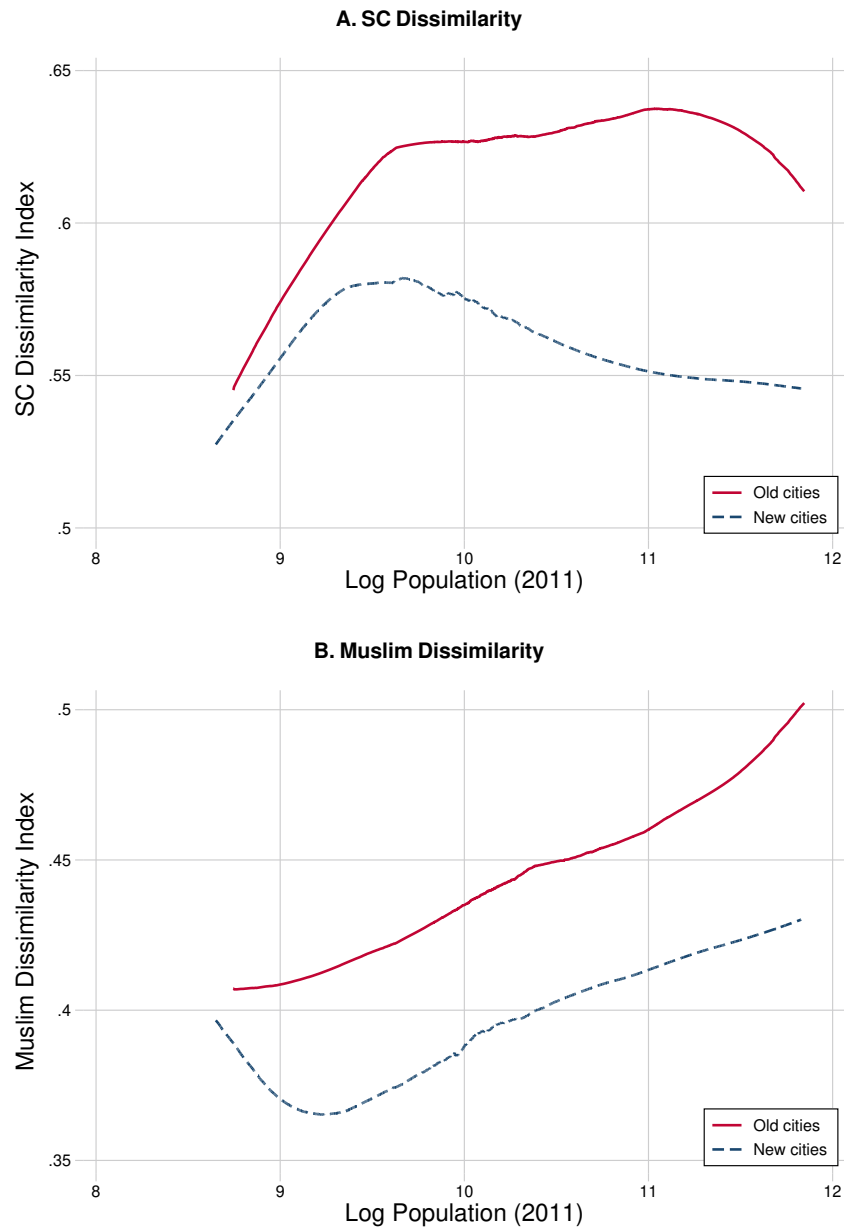 A. SC Dissimilarity
.65
.6
.55
.5
SC Dissimilarity Index
Old cities
New cities
8 9 10 11 12
Log Population (2011)
B. Muslim Dissimilarity
.5
.45
.4
.35
Muslim Dissimilarity Index
Old cities
New cities
8 9 10 11 12
Log Population (2011)